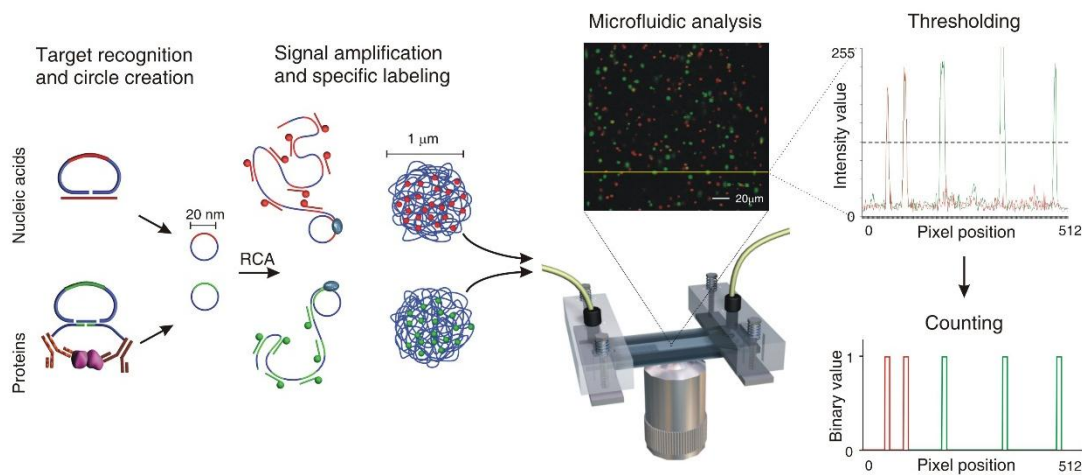 Target recognition
and circle creation
Signal amplification
and specific labeling
Microfluidic analysis
Thresholding
Nucleic acids
Proteins
20 nm
RCA
1 μm
20μm
255
Intensity value
0
0
512
Pixel position
Counting
1
Binary value
0
0
512
Pixel position